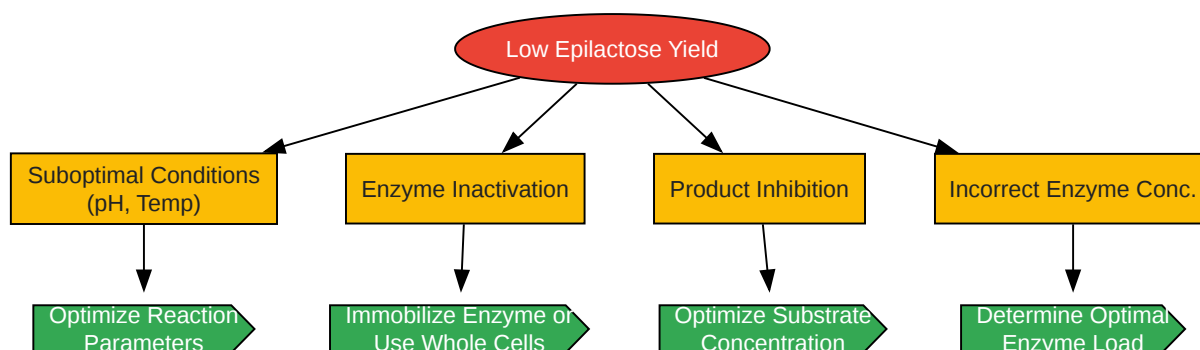 Low Epilactose Yield
Suboptimal Conditions
(pH, Temp)
Enzyme Inactivation
Product Inhibition
Incorrect Enzyme Conc.
Optimize Reaction
Parameters
Immobilize Enzyme or
Use Whole Cells
Optimize Substrate
Concentration
Determine Optimal
Enzyme Load